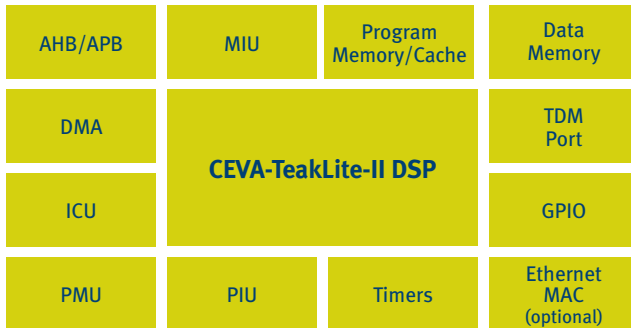 AHB/APB
MIU
Program
Memory/Cache
Data
Memory
DMA
CEVA-TeakLite-II DSP
TDM
Port
ICU
GPIO
PMU
PIU
Timers
Ethernet
MAC
(optional)